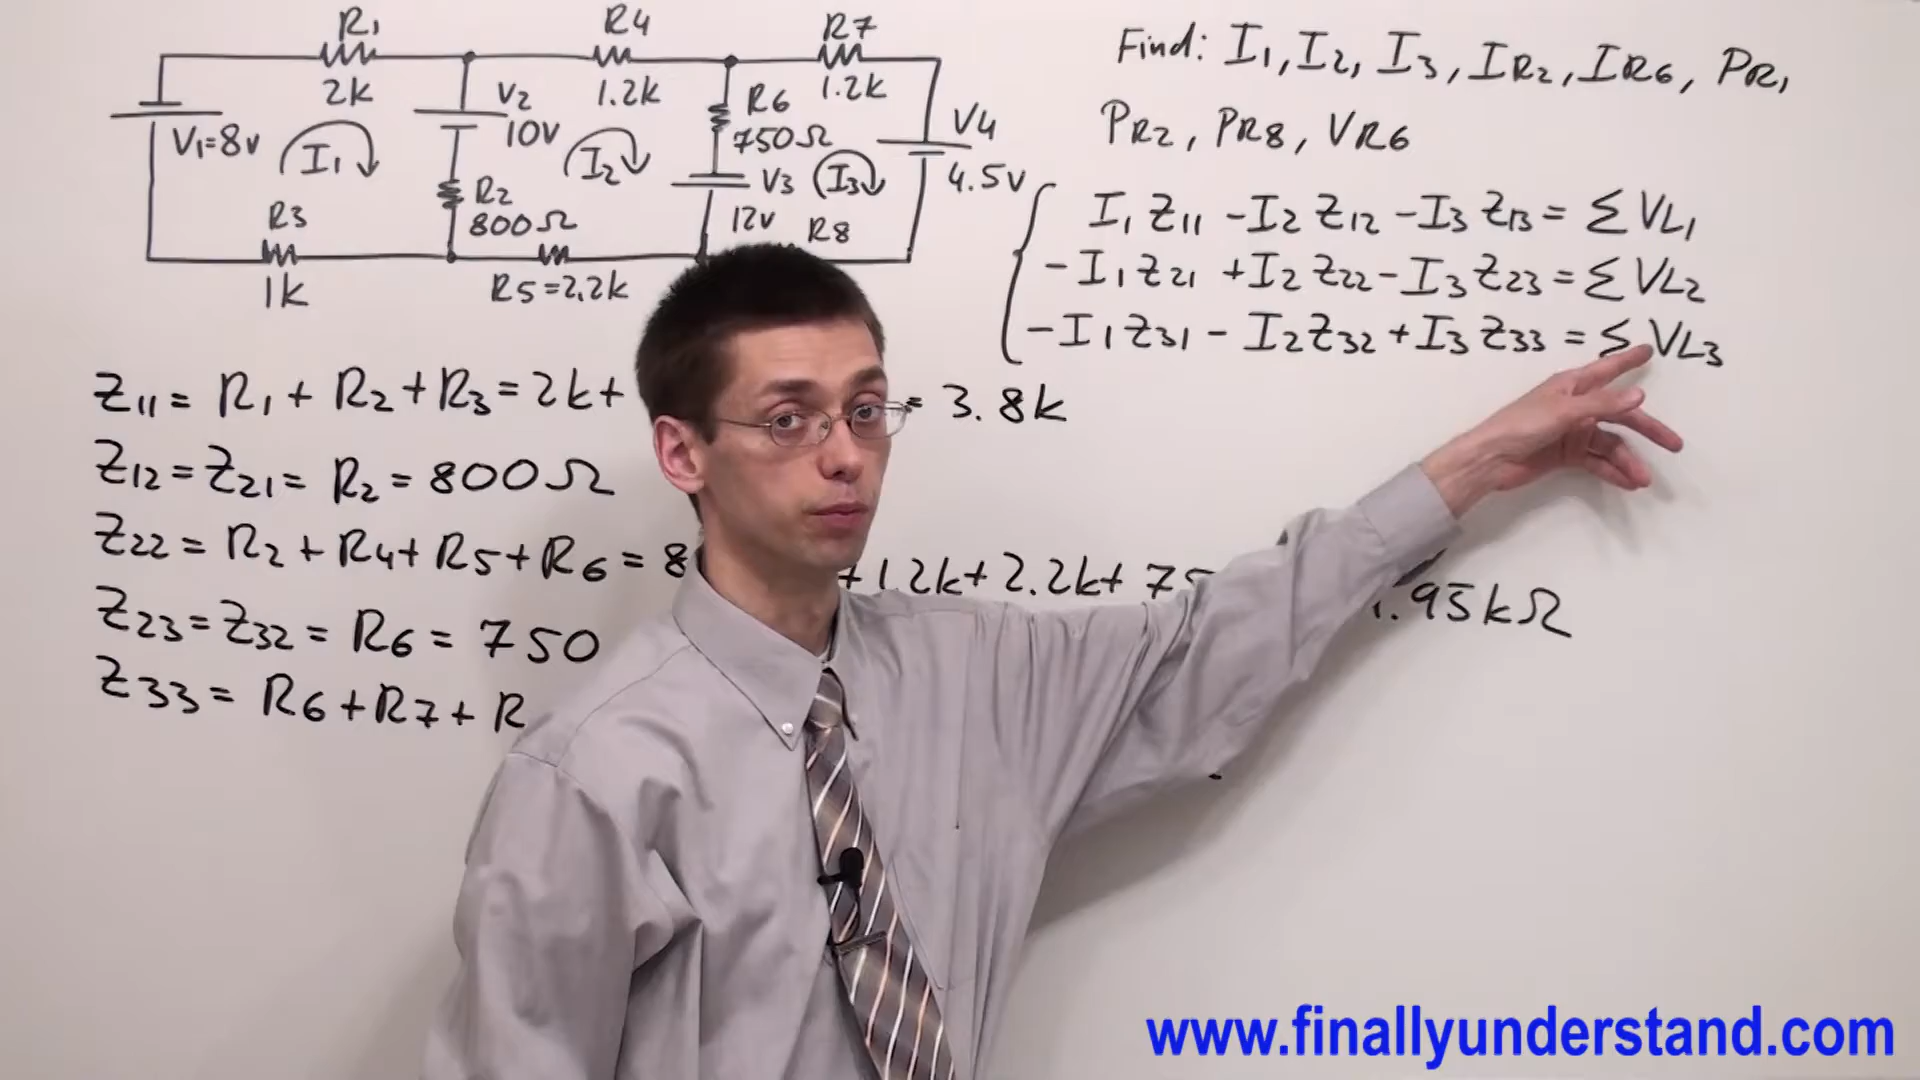 R1 R4 R7
2k V2 1.2k R6 1.2k
V1=8v 10v 750Ω V4
I1 I2 V3 I3 4.5v
R2
R3 800Ω 12v R8
1k R5=2.2k
Find: I1, I2, I3, IR2, IR6, PR1
PR2, PR8, VR6
I1 Z11 -I2 Z12 -I3 Z13 = Σ VL1
-I1 Z21 +I2 Z22 -I3 Z23 = Σ VL2
-I1 Z31 - I2 Z32 + I3 Z33 = Σ VL3
Z11 = R1 + R2 + R3 = 2k+ = 3.8k
Z12 = Z21 = R2 = 800Ω
Z22 = R2 + R4 + R5 + R6 = 8 +1.2k+ 2.2k+ 75 .95kΩ
Z23 = Z32 = R6 = 750
Z33 = R6 + R7 + R
www.finallyunderstand.com